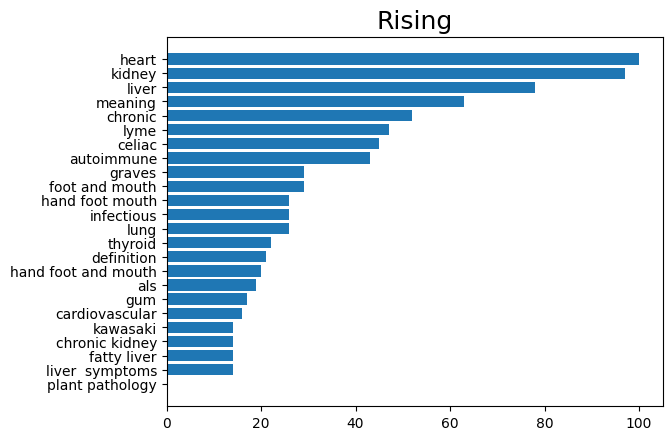 Rising
heart
kidney
liver
meaning
chronic
lyme
celiac
autoimmune
graves
foot and mouth
hand foot mouth
infectious
lung
thyroid
definition
hand foot and mouth
als
gum
cardiovascular
kawasaki
chronic kidney
fatty liver
liver  symptoms
plant pathology
0 20 40 60 80 100